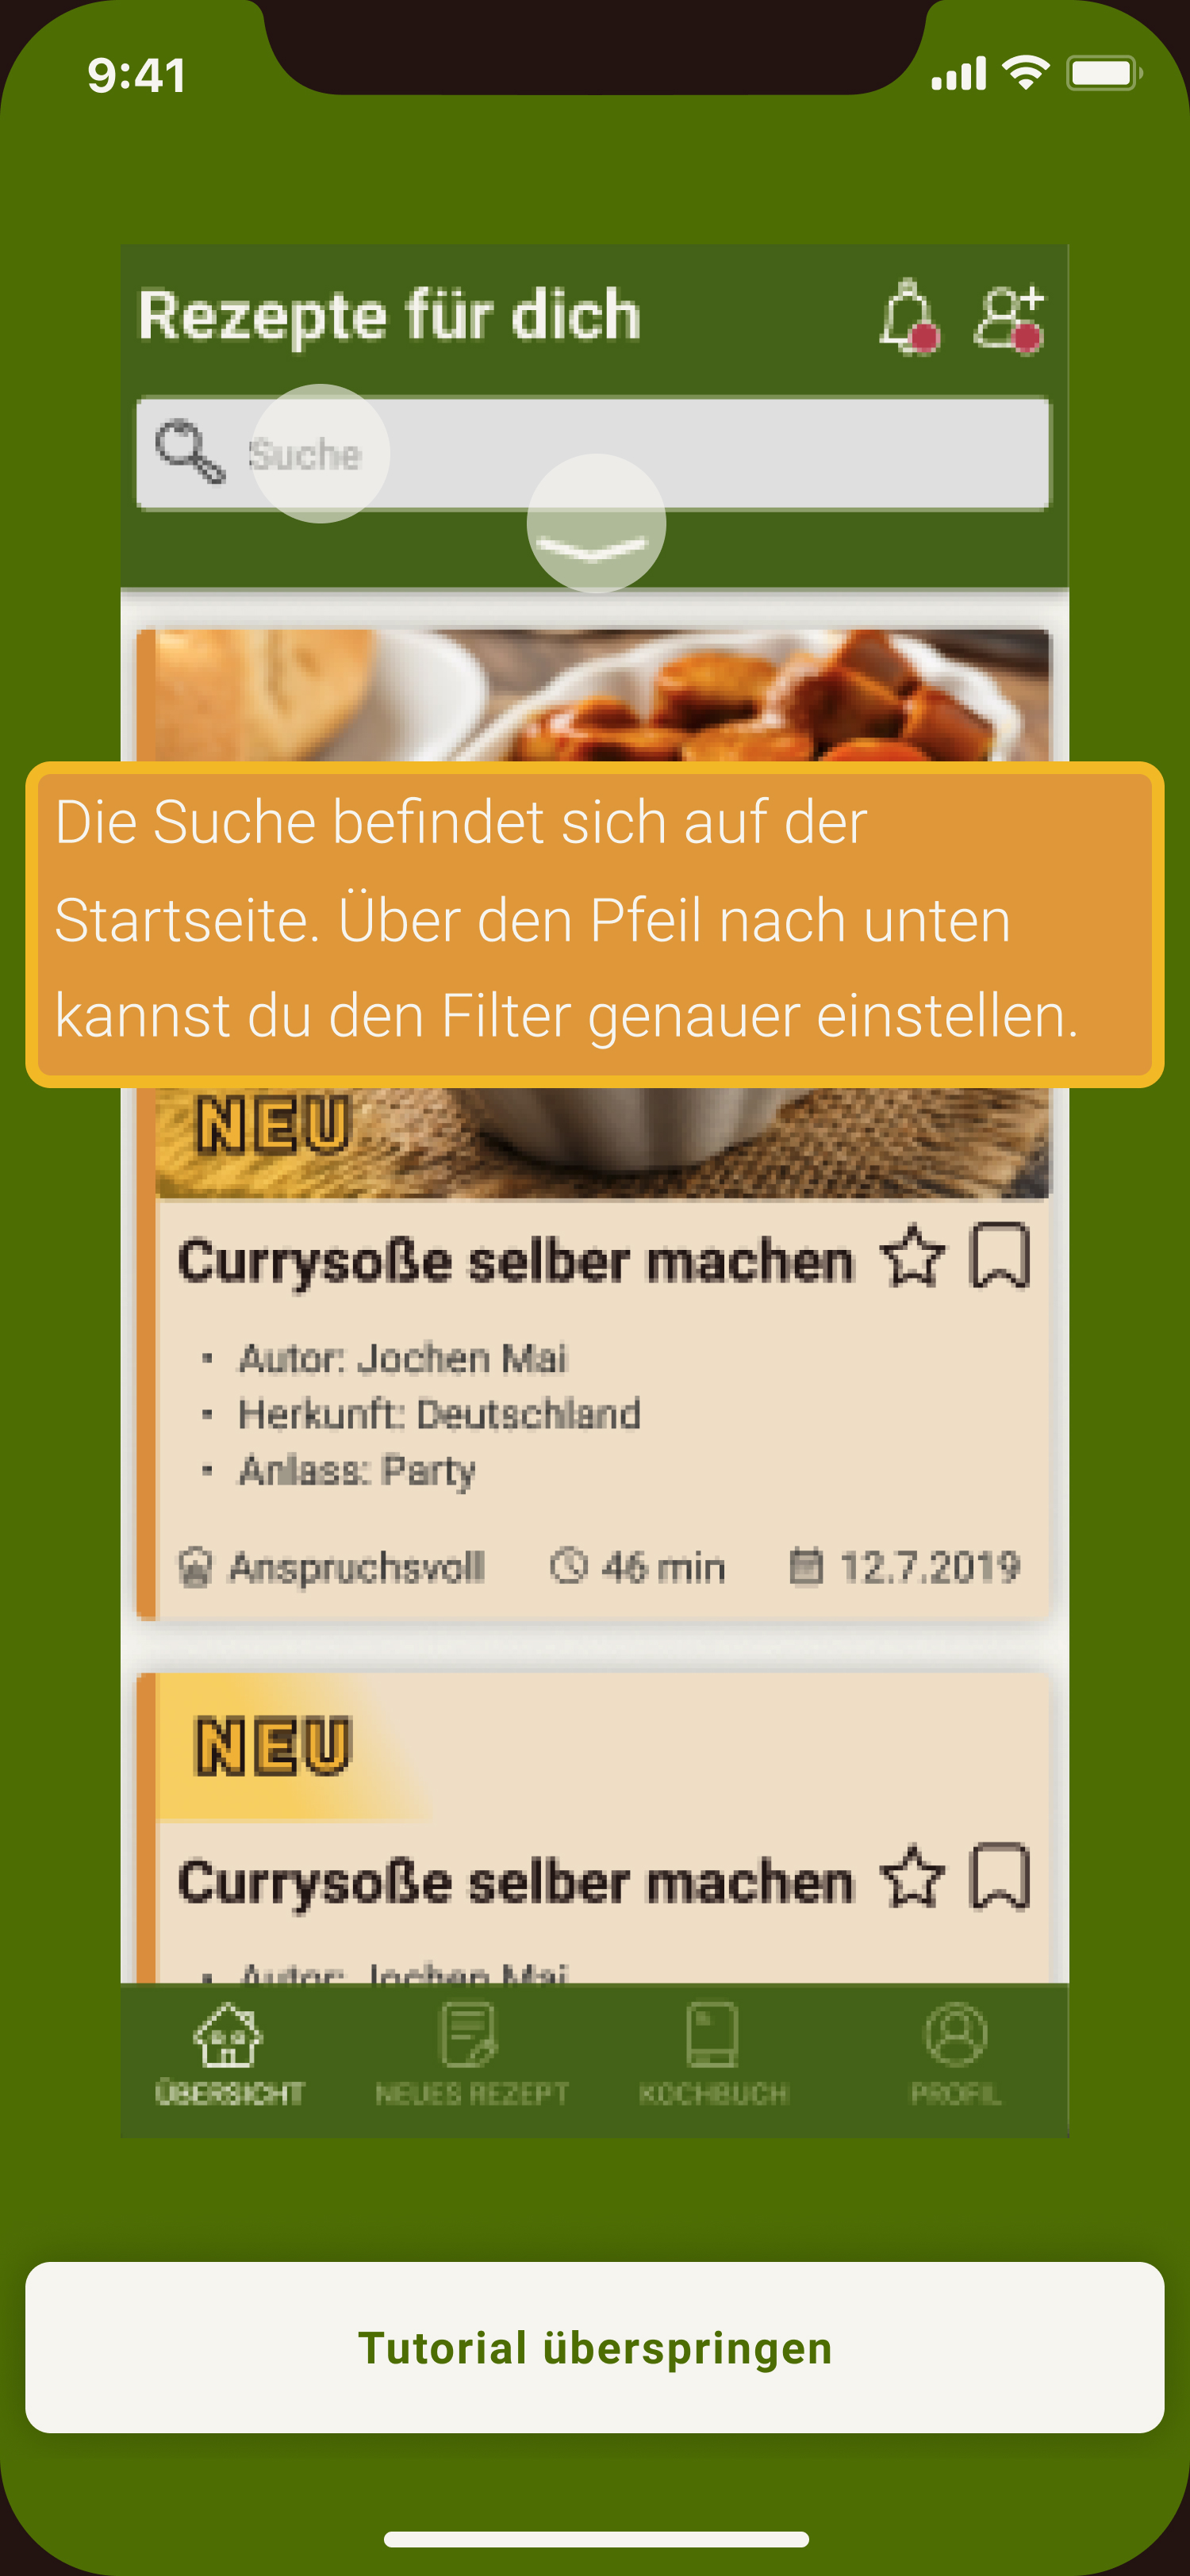 9:41
Rezepte für dich
Suche
Die Suche befindet sich auf der
Startseite. Über den Pfeil nach unten
kannst du den Filter genauer einstellen.
NEU
Currysoße selber machen
Autor: Jochen Mai
Herkunft: Deutschland
Anlass: Party
Anspruchsvoll 46 min 12.7.2019
NEU
Currysoße selber machen
Autor: Jochen Mai
ÜBERSICHT NEUES REZEPT KOCHBUCH PROFIL
Tutorial überspringen